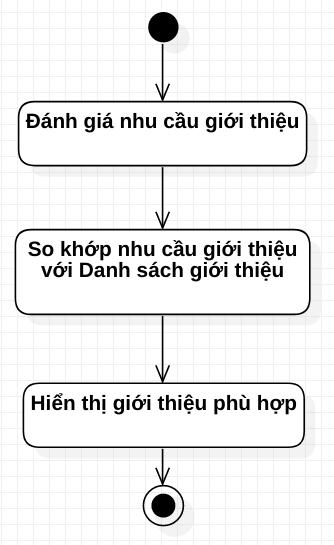 Đánh giá nhu cầu giới thiệu
So khớp nhu cầu giới thiệu
với Danh sách giới thiệu
Hiển thị giới thiệu phù hợp